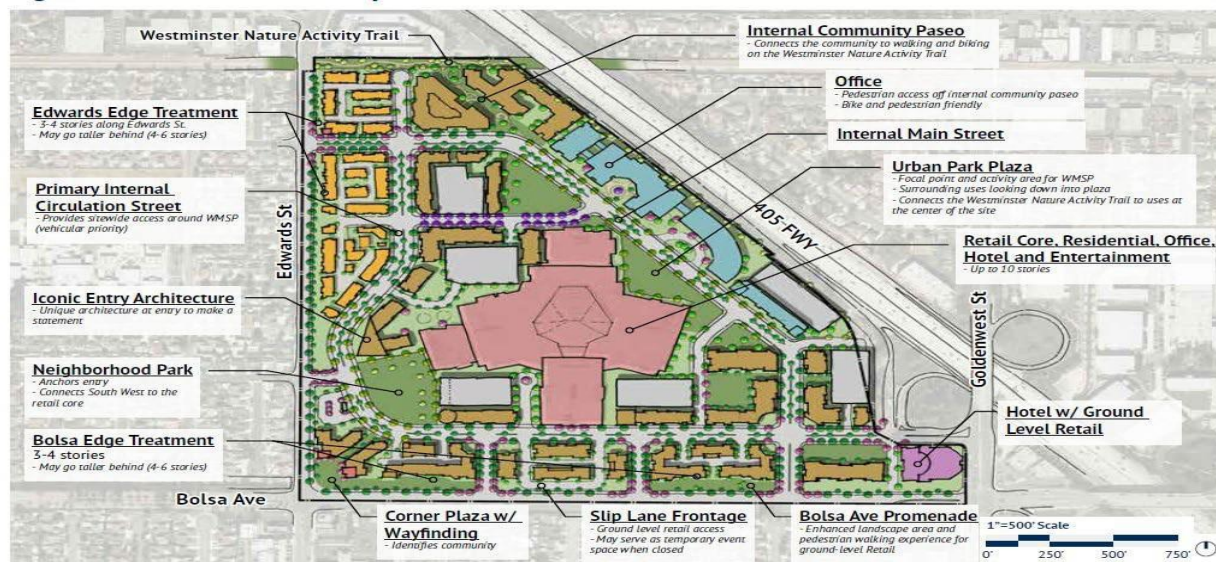 Westminster Nature Activity Trail
Internal Community Paseo
- Connects the community to walking and biking
on the Westminster Nature Activity Trail
Office
- Pedestrian access off internal community paseo
- Bike and pedestrian friendly
Edwards Edge Treatment
- 3-4 stories along Edwards St.
- May go taller behind (4-6 stories)
Internal Main Street
Urban Park Plaza
- Focal point and activity area for WMSP
- Surrounding uses looking down into plaza
- Connects the Westminster Nature Activity Trail to uses at
the center of the site
Primary Internal
Circulation Street
- Provides sitewide access around WMSP
(vehicular priority)
Edwards St
405 FWY
Retail Core, Residential, Office,
Hotel and Entertainment
- Up to 10 stories
Iconic Entry Architecture
- Unique architecture at entry to make a
statement
Goldenwest St
Neighborhood Park
- Anchors entry
- Connects South West to the
retail core
Hotel w/ Ground
Level Retail
Bolsa Edge Treatment
3-4 stories
- May go taller behind (4-6 stories)
Bolsa Ave
Corner Plaza w/
Wayfinding
- Identifies community
Slip Lane Frontage
- Ground level retail access
- May serve as temporary event
space when closed
Bolsa Ave Promenade
- Enhanced landscape area and
pedestrian walking experience for
ground-level Retail
1"=500' Scale
0' 250' 500' 750'